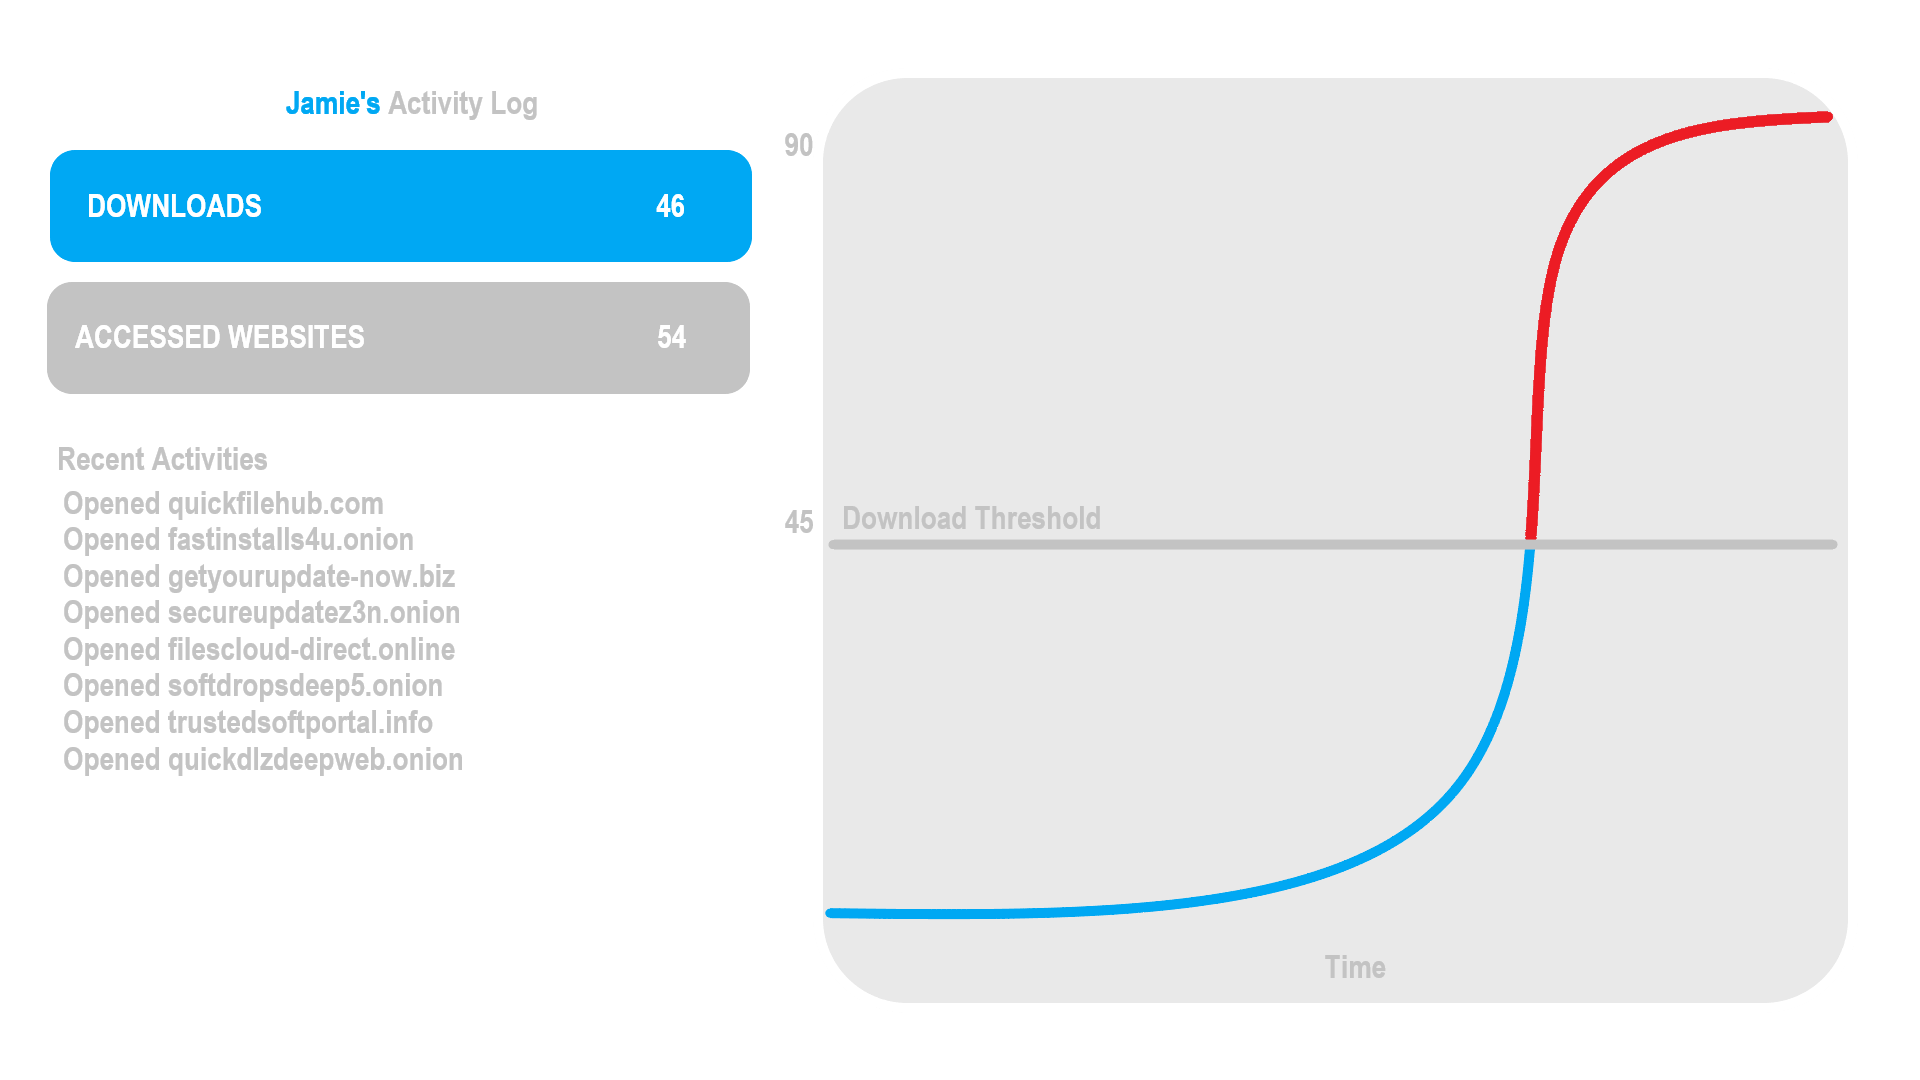 Jamie's Activity Log
DOWNLOADS 46
ACCESSED WEBSITES 54
Recent Activities
Opened quickfilehub.com
Opened fastinstalls4u.onion
Opened getyourupdate-now.biz
Opened secureupdatez3n.onion
Opened filescloud-direct.online
Opened softdropsdeep5.onion
Opened trustedsoftportal.info
Opened quickdlzdeepweb.onion
90
45 Download Threshold
Time